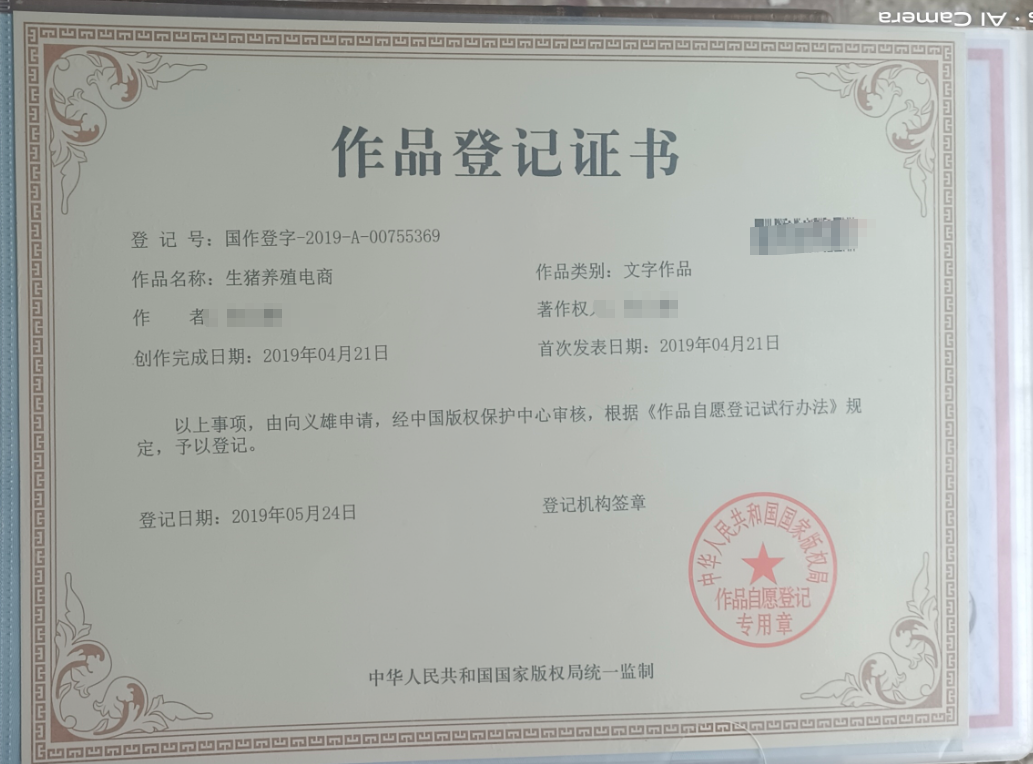 AI Camera
作品登记证书
登 记 号：国作登字-2019-A-00755369
作品名称：生猪养殖电商
作品类别：文字作品
作 者
著作权
创作完成日期：2019年04月21日
首次发表日期：2019年04月21日
以上事项，由向义雄申请，经中国版权保护中心审核，根据《作品自愿登记试行办法》规
定，予以登记。
登记日期：2019年05月24日
登记机构签章
中华人民共和国国家版权局
作品自愿登记
专用章
中华人民共和国国家版权局统一监制